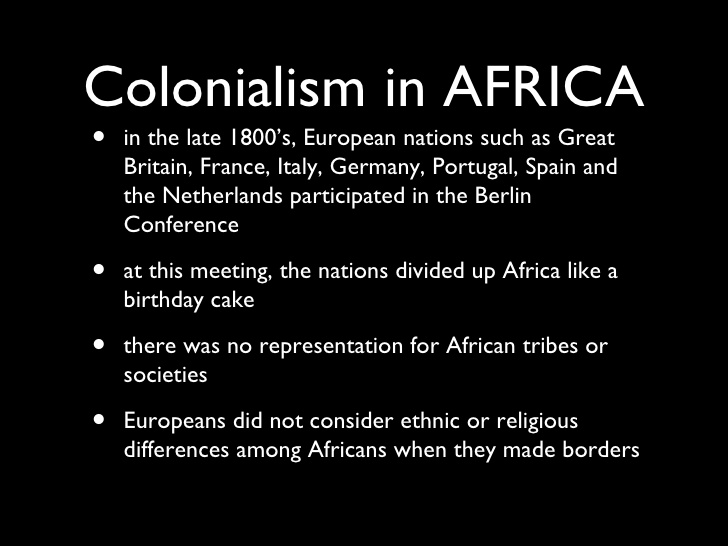 Colonialism in AFRICA
• in the late 1800’s, European nations such as Great
Britain, France, Italy, Germany, Portugal, Spain and
the Netherlands participated in the Berlin
Conference
• at this meeting, the nations divided up Africa like a
birthday cake
• there was no representation for African tribes or
societies
• Europeans did not consider ethnic or religious
differences among Africans when they made borders